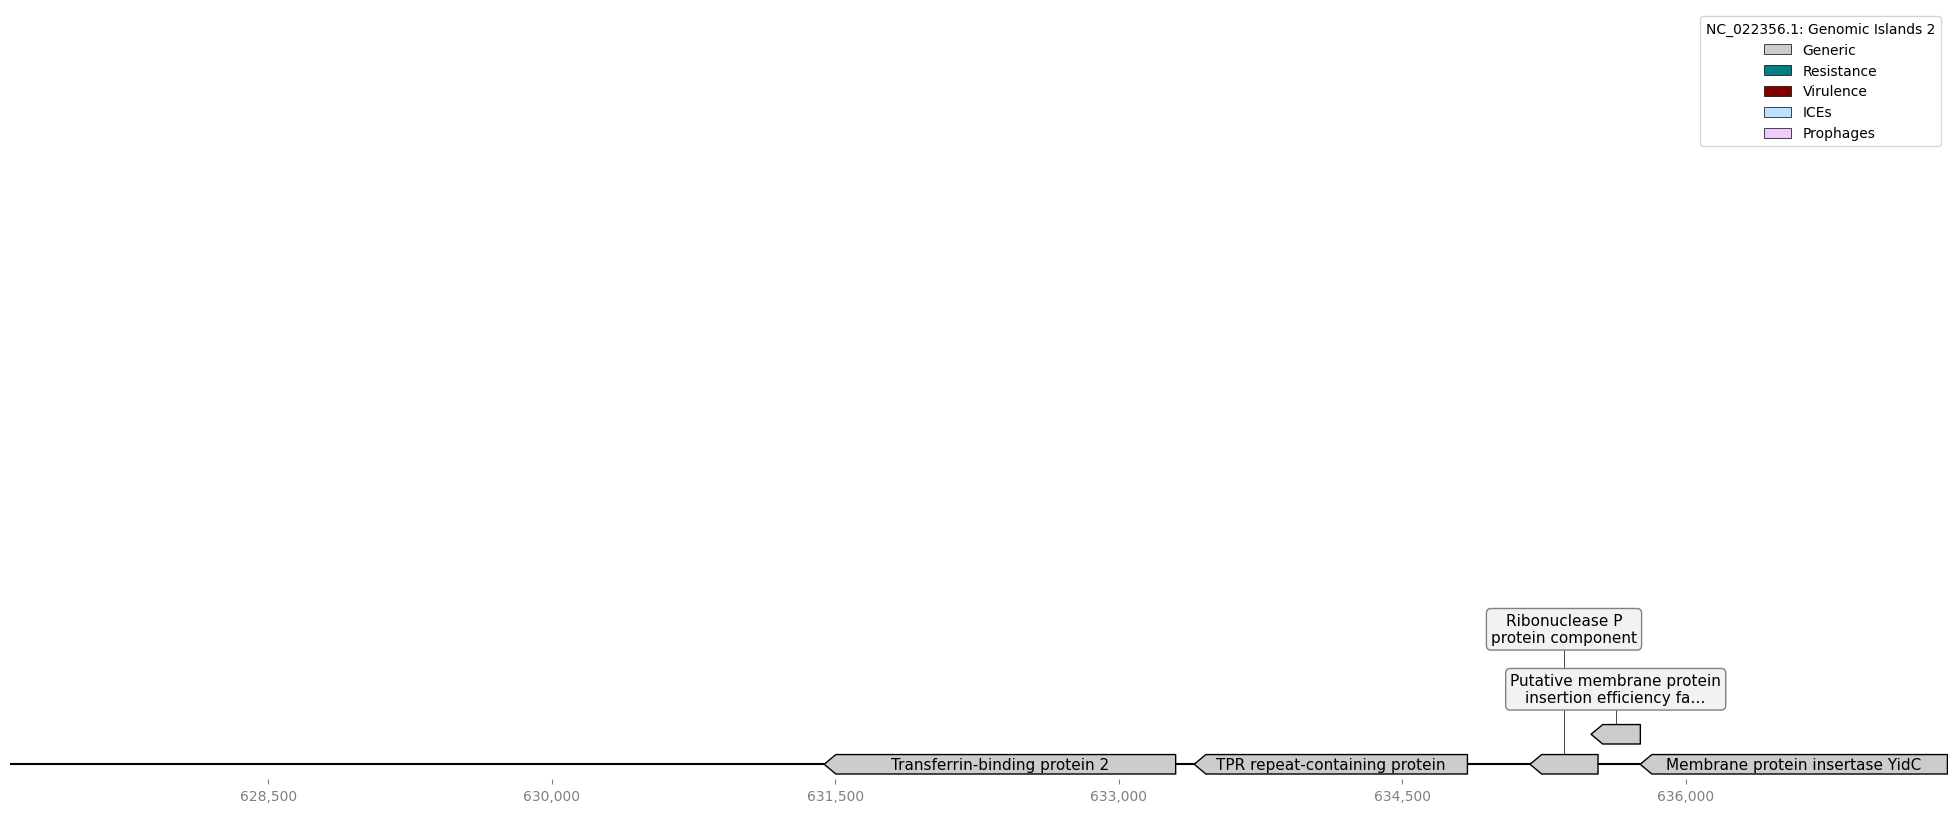 NC_022356.1: Genomic Islands 2
Generic
Resistance
Virulence
ICEs
Prophages
Ribonuclease P
protein component
Putative membrane protein
insertion efficiency fa...
Transferrin-binding protein 2
TPR repeat-containing protein
Membrane protein insertase YidC
628,500
630,000
631,500
633,000
634,500
636,000